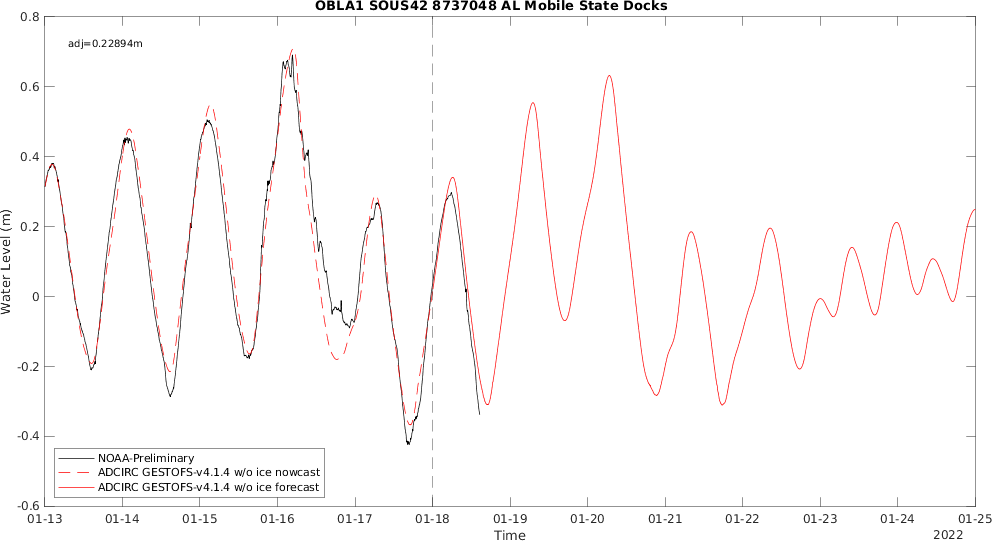 OBLA1 SOUS42 8737048 AL Mobile State Docks
adj=0.22894m
0.8
0.6
0.4
0.2
0
-0.2
-0.4
-0.6
Water Level (m)
NOAA-Preliminary
ADCIRC GESTOFS-v4.1.4 w/o ice nowcast
ADCIRC GESTOFS-v4.1.4 w/o ice forecast
01-13 01-14 01-15 01-16 01-17 01-18 01-19 01-20 01-21 01-22 01-23 01-24 01-25
Time
2022